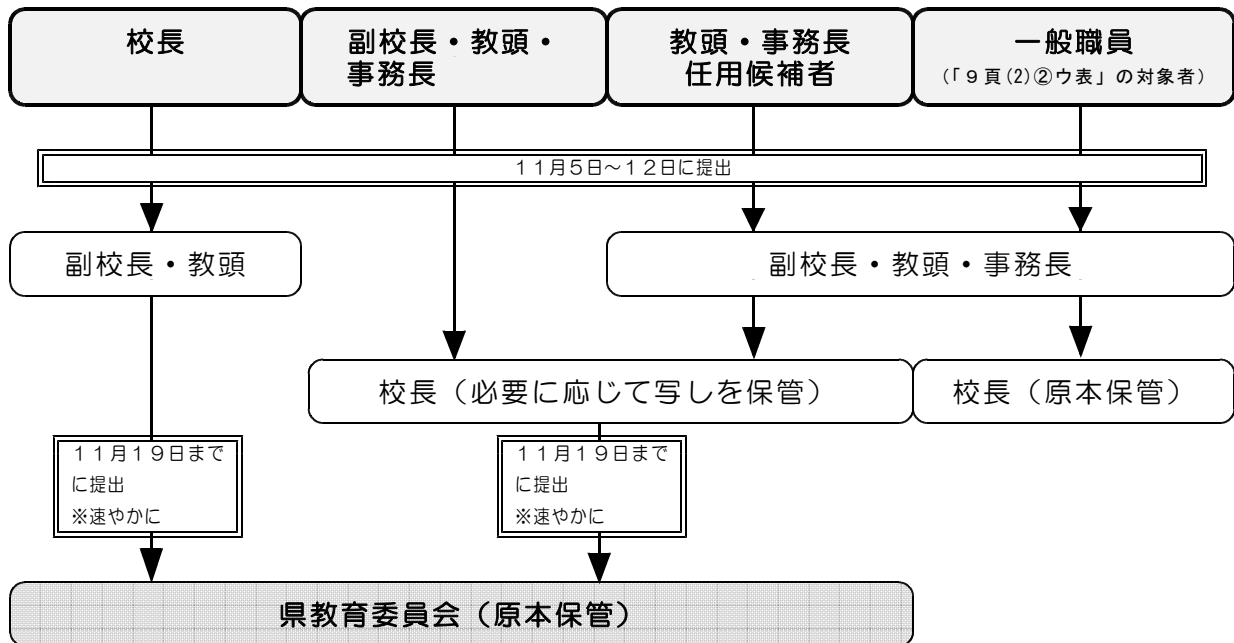 校長
副校長・教頭・
事務長
教頭・事務長
任用候補者
一般職員
（「９頁(2)②ウ表」の対象者）
１１月５日～１２日に提出
副校長・教頭
副校長・教頭・事務長
校長（必要に応じて写しを保管）
校長（原本保管）
１１月１９日まで
に提出
※速やかに
１１月１９日まで
に提出
※速やかに
県教育委員会（原本保管）